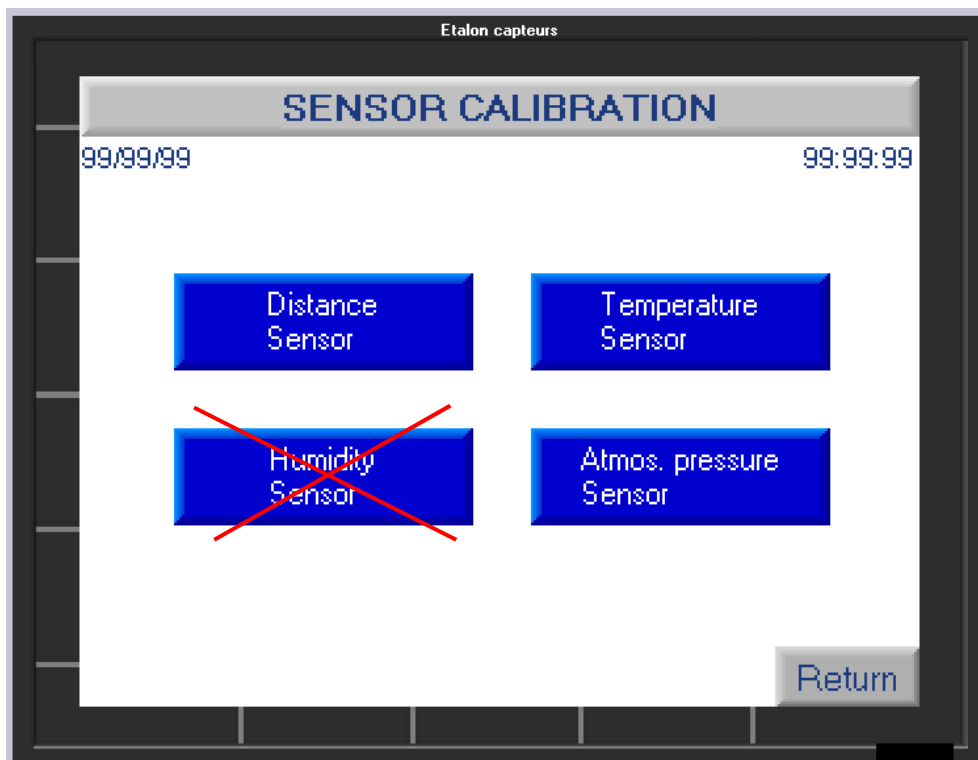 Etalon capteurs
SENSOR CALIBRATION
99/99/99 99:99:99
Distance
Sensor
Temperature
Sensor
Humidity
Sensor
Atmos. pressure
Sensor
Return